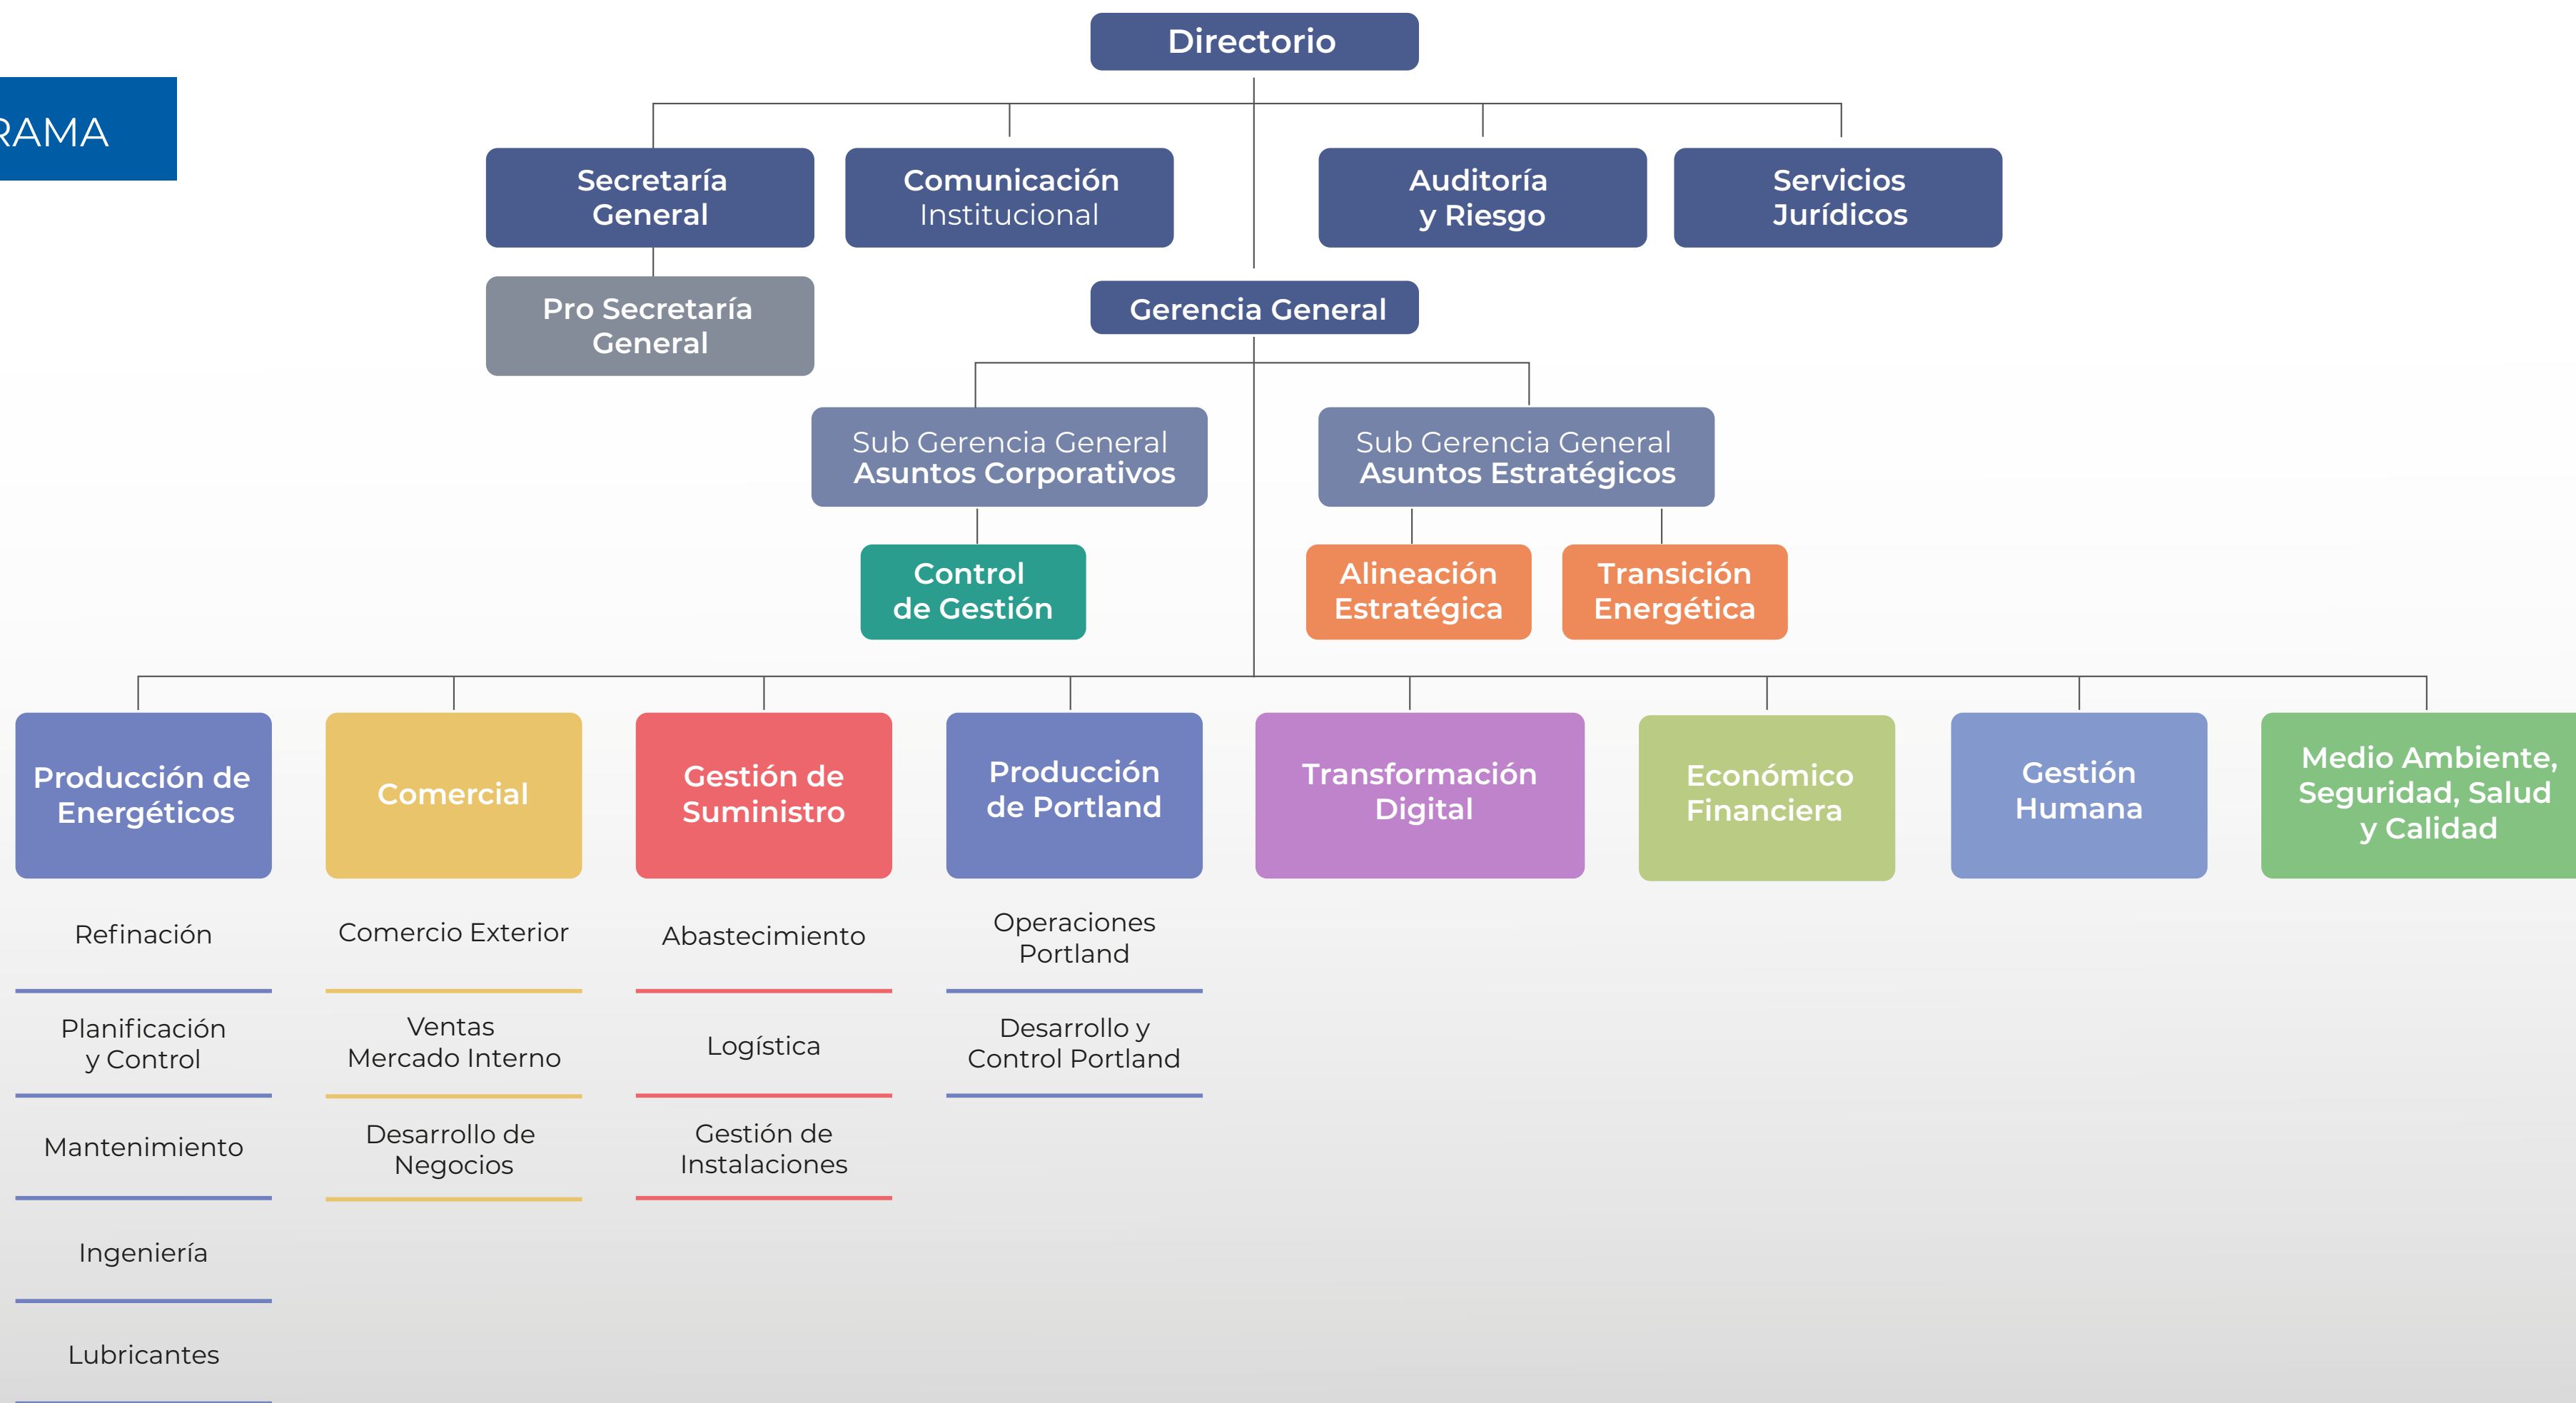 Directorio
RAMA
Secretaría
General
Comunicación
Institucional
Auditoría
y Riesgo
Servicios
Jurídicos
Pro Secretaría
General
Gerencia General
Sub Gerencia General
Asuntos Corporativos
Sub Gerencia General
Asuntos Estratégicos
Control
de Gestión
Alineación
Estratégica
Transición
Energética
Producción de
Energéticos
Comercial
Gestión de
Suministro
Producción
de Portland
Transformación
Digital
Económico
Financiera
Gestión
Humana
Medio Ambiente,
Seguridad, Salud
y Calidad
Refinación
Planificación
y Control
Mantenimiento
Ingeniería
Lubricantes
Comercio Exterior
Ventas
Mercado Interno
Desarrollo de
Negocios
Abastecimiento
Logística
Gestión de
Instalaciones
Operaciones
Portland
Desarrollo y
Control Portland